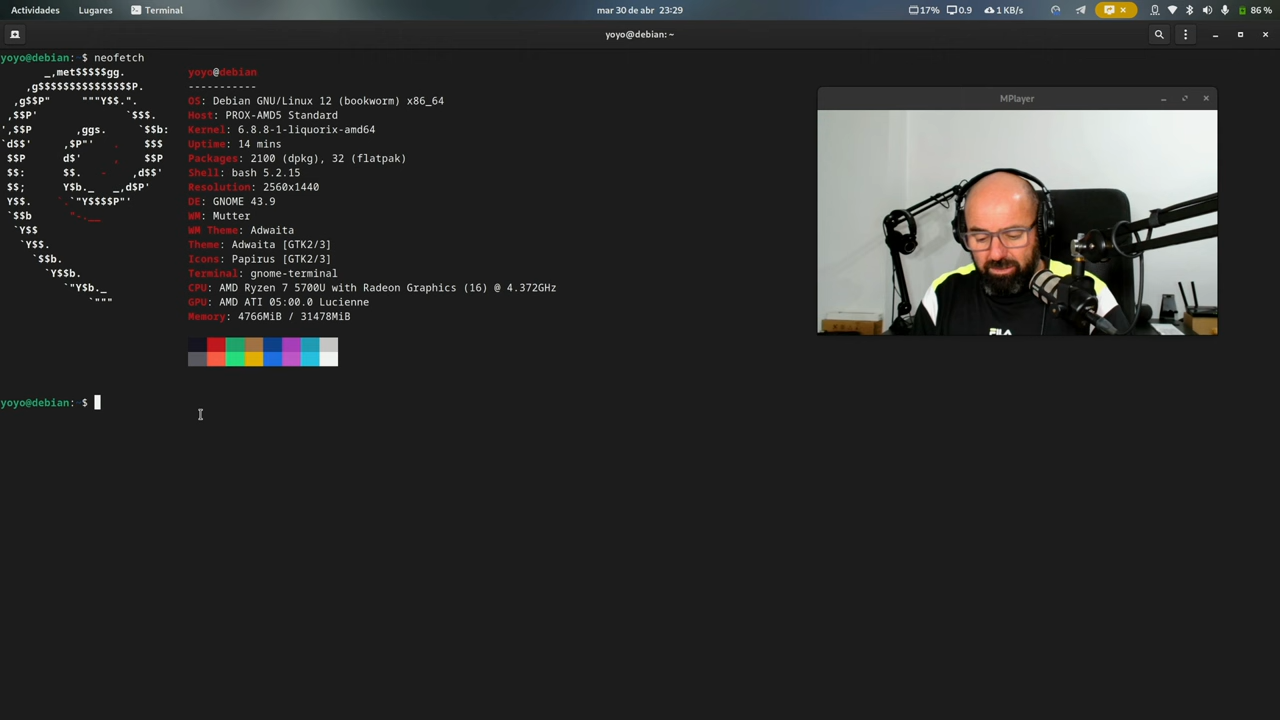 Actividades Lugares Terminal mar 30 de abr 23:29 17% 0.9 1 KB/s 86 %
yoyo@debian: ~
yoyo@debian:~$ neofetch
_,met$$$$$gg. yoyo@debian
,g$$$$$$$$$$$$$$$P. -----------
,g$$P" """Y$$.". OS: Debian GNU/Linux 12 (bookworm) x86_64
,$$P' `$$$. Host: PROX-AMD5 Standard
',$$P ,ggs. `$$b: Kernel: 6.8.8-1-liquorix-amd64
`d$$' ,$P"' . $$$ Uptime: 14 mins
$$P d$' , $$P Packages: 2100 (dpkg), 32 (flatpak)
$$: $$. - ,d$$' Shell: bash 5.2.15
$$; Y$b._ _,d$P' Resolution: 2560x1440
Y$$. `.`"Y$$$$P"' DE: GNOME 43.9
`$$b "-.__ WM: Mutter
`Y$$ WM Theme: Adwaita
`Y$$. Theme: Adwaita [GTK2/3]
`$$b. Icons: Papirus [GTK2/3]
`Y$$b. Terminal: gnome-terminal
`"Y$b._ CPU: AMD Ryzen 7 5700U with Radeon Graphics (16) @ 4.372GHz
`""" GPU: AMD ATI 05:00.0 Lucienne
Memory: 4766MiB / 31478MiB
yoyo@debian:~$
MPlayer
FILA